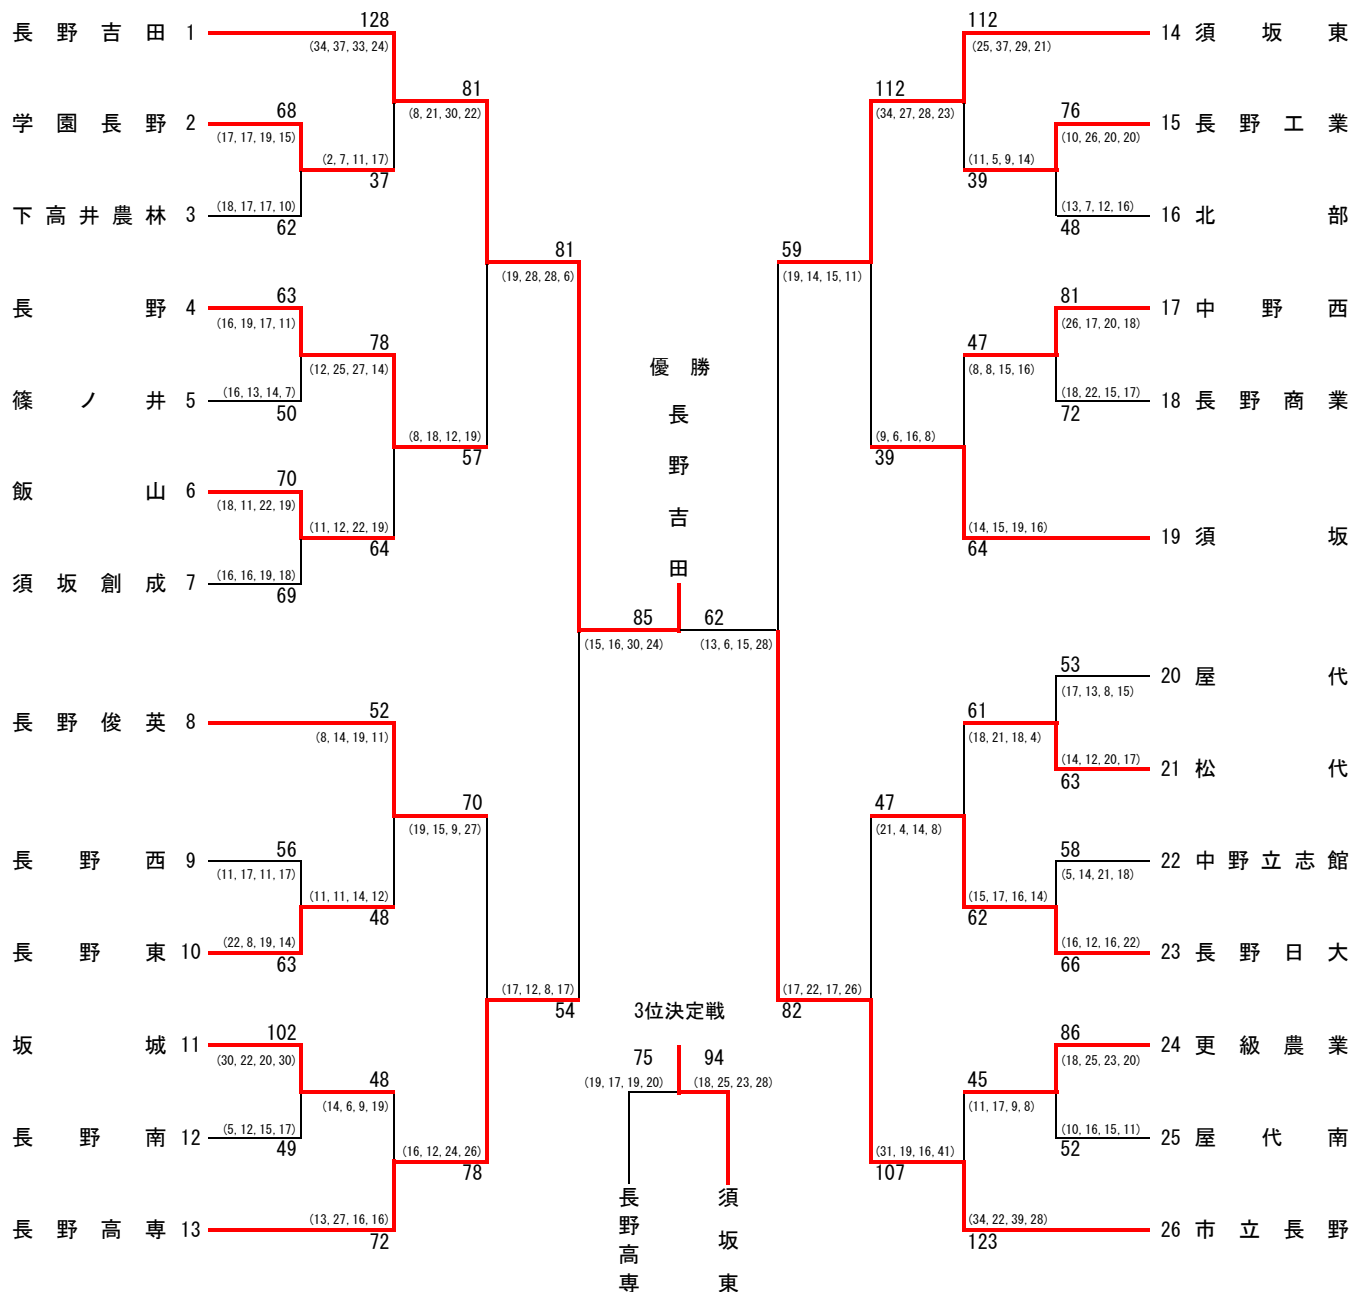 長野吉田 1
128
(34, 37, 33, 24)
81
(8, 21, 30, 22)
学園長野 2
68
(17, 17, 19, 15)
(2, 7, 11, 17)
37
下高井農林 3
(18, 17, 17, 10)
62
81
(19, 28, 28, 6)
長野 4
63
(16, 19, 17, 11)
78
(12, 25, 27, 14)
篠ノ井 5
(16, 13, 14, 7)
50
(8, 18, 12, 19)
57
飯山 6
70
(18, 11, 22, 19)
(11, 12, 22, 19)
64
須坂創成 7
(16, 16, 19, 18)
69
85
(15, 16, 30, 24)
長野俊英 8
52
(8, 14, 19, 11)
70
(19, 15, 9, 27)
長野西 9
56
(11, 17, 11, 17)
(11, 11, 14, 12)
48
長野東 10
(22, 8, 19, 14)
63
(17, 12, 8, 17)
54
坂城 11
102
(30, 22, 20, 30)
48
(14, 6, 9, 19)
長野南 12
(5, 12, 15, 17)
49
(16, 12, 24, 26)
78
長野高専 13
(13, 27, 16, 16)
72
優勝
長野吉田
62
(13, 6, 15, 28)
3位決定戦
75
(19, 17, 19, 20)
94
(18, 25, 23, 28)
長野高専
須坂東
112
(25, 37, 29, 21)
14 須坂東
112
(34, 27, 28, 23)
76
(10, 26, 20, 20)
15 長野工業
(11, 5, 9, 14)
39
(13, 7, 12, 16)
48
16 北部
59
(19, 14, 15, 11)
81
(26, 17, 20, 18)
17 中野西
47
(8, 8, 15, 16)
(18, 22, 15, 17)
72
18 長野商業
(9, 6, 16, 8)
39
(14, 15, 19, 16)
64
19 須坂
53
(17, 13, 8, 15)
20 屋代
61
(18, 21, 18, 4)
(14, 12, 20, 17)
63
21 松代
47
(21, 4, 14, 8)
58
(5, 14, 21, 18)
22 中野立志館
(15, 17, 16, 14)
62
(16, 12, 16, 22)
66
23 長野日大
(17, 22, 17, 26)
82
86
(18, 25, 23, 20)
24 更級農業
45
(11, 17, 9, 8)
(10, 16, 15, 11)
52
25 屋代南
(31, 19, 16, 41)
107
(34, 22, 39, 28)
123
26 市立長野